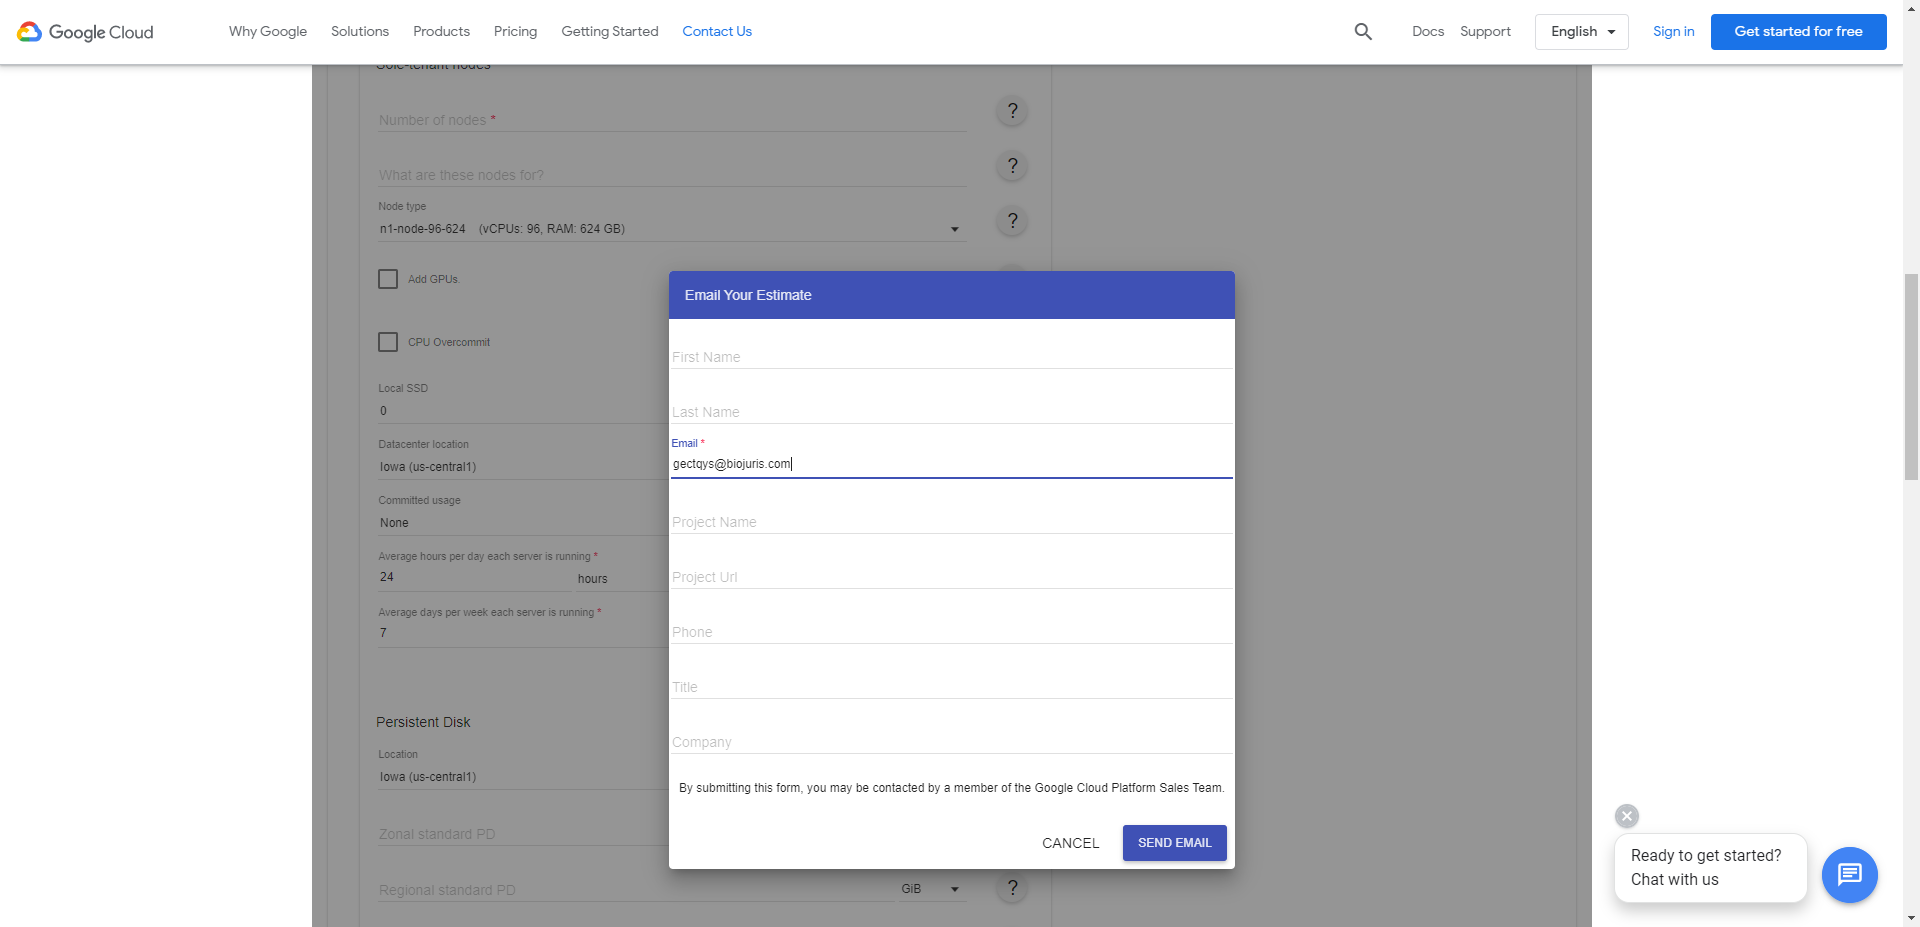 Google Cloud
Why Google
Solutions
Products
Pricing
Getting Started
Contact Us
Docs
Support
English
Sign in
Get started for free
Sole-tenant nodes
Number of nodes *
?
What are these nodes for?
?
Node type
n1-node-96-624 (vCPUs: 96, RAM: 624 GB)
?
Add GPUs.
CPU Overcommit
Local SSD
0
Datacenter location
Iowa (us-central1)
Committed usage
None
Average hours per day each server is running *
24
hours
Average days per week each server is running *
7
Persistent Disk
Location
Iowa (us-central1)
Zonal standard PD
Regional standard PD
GiB
?
Email Your Estimate
First Name
Last Name
Email *
gectqys@biojuris.com
Project Name
Project Url
Phone
Title
Company
By submitting this form, you may be contacted by a member of the Google Cloud Platform Sales Team.
CANCEL
SEND EMAIL
Ready to get started?
Chat with us